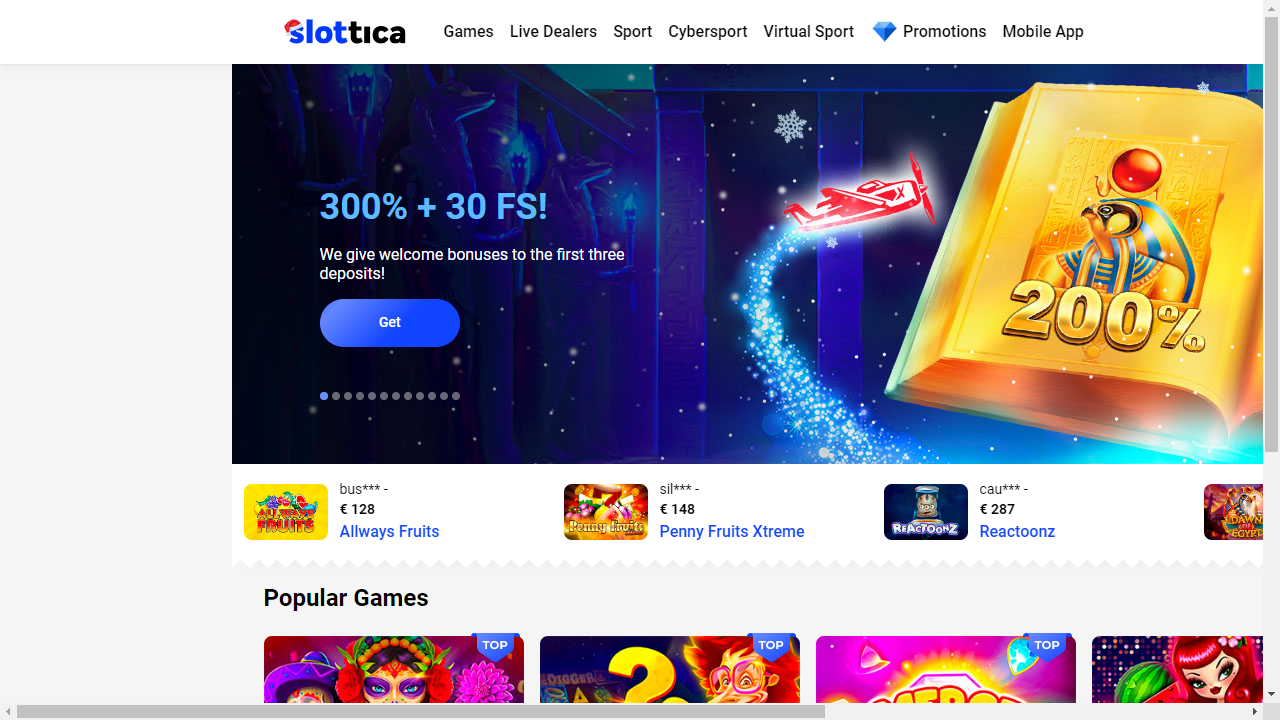 slottica
Games
Live Dealers
Sport
Cybersport
Virtual Sport
Promotions
Mobile App
300% + 30 FS!
We give welcome bonuses to the first three
deposits!
Get
200%
bus*** -
€ 128
Allways Fruits
ALLWAYS
FRUITS
sil*** -
€ 148
Penny Fruits Xtreme
Penny Fruits
cau*** -
€ 287
Reactoonz
REACTOONZ
DAWN
OF
EGYPT
Popular Games
TOP
TOP
TOP